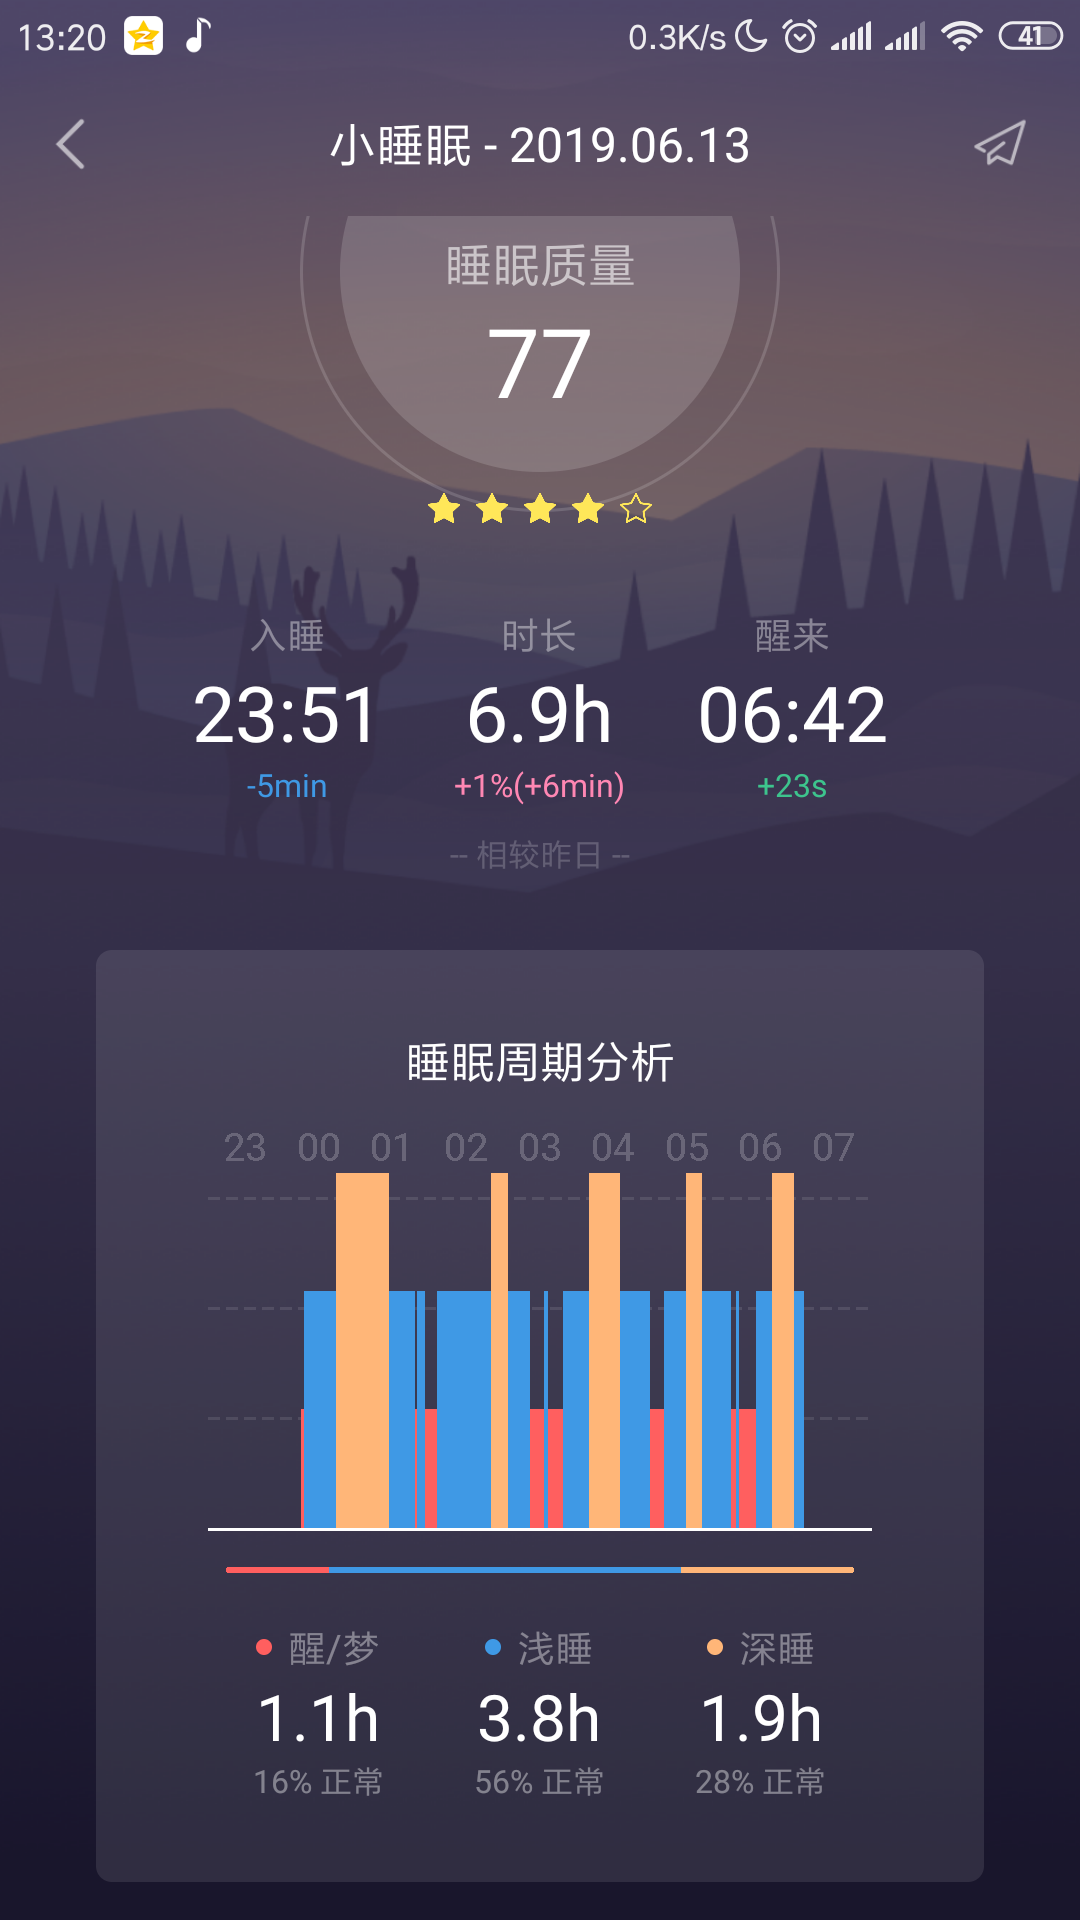 13:20 0.3K/s 41
小睡眠 - 2019.06.13
睡眠质量
77
入睡 时长 醒来
23:51 6.9h 06:42
-5min +1%(+6min) +23s
-- 相较昨日 --
睡眠周期分析
23 00 01 02 03 04 05 06 07
醒/梦 浅睡 深睡
1.1h 3.8h 1.9h
16% 正常 56% 正常 28% 正常